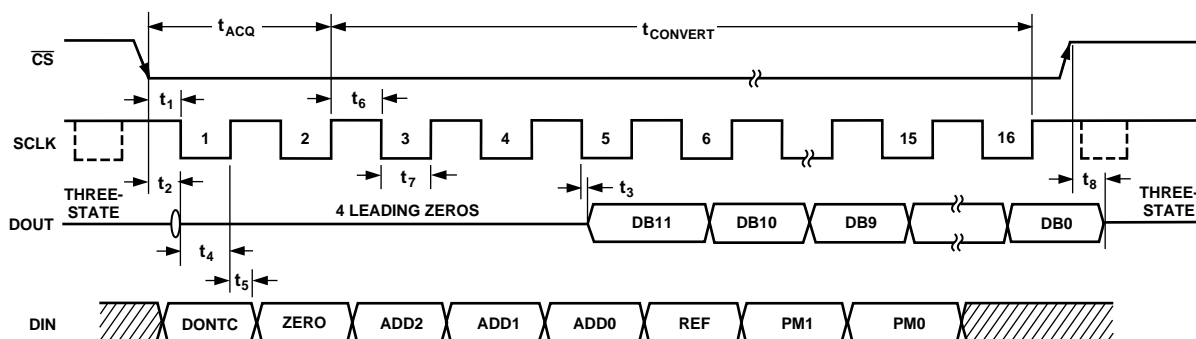 tACQ tCONVERT
CS
t1 t6
SCLK 1 2 3 4 5 6 15 16
t2 t7 t3 t8
THREE-
STATE
4 LEADING ZEROS
THREE-
STATE
DOUT DB11 DB10 DB9 DB0
t4
t5
DIN DONTC ZERO ADD2 ADD1 ADD0 REF PM1 PM0